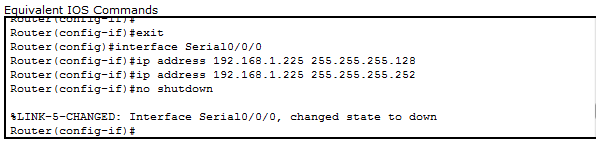 Equivalent IOS Commands
Router(config-if)#
Router(config-if)#exit
Router(config)#interface Serial0/0/0
Router(config-if)#ip address 192.168.1.225 255.255.255.128
Router(config-if)#ip address 192.168.1.225 255.255.255.252
Router(config-if)#no shutdown
%LINK-5-CHANGED: Interface Serial0/0/0, changed state to down
Router(config-if)#